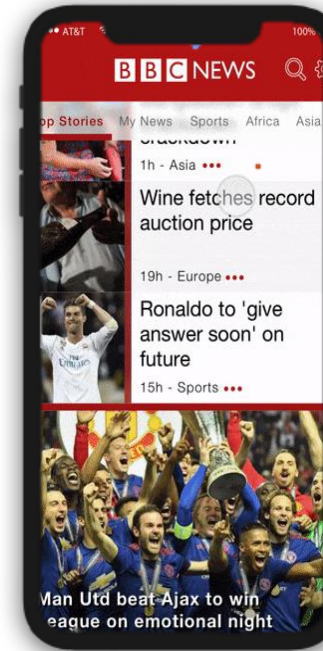 AT&T
100%
BBC NEWS
op Stories My News Sports Africa Asia
1h - Asia •••
Wine fetches record
auction price
19h - Europe •••
Ronaldo to 'give
answer soon' on
future
15h - Sports •••
Man Utd beat Ajax to win
eague on emotional night